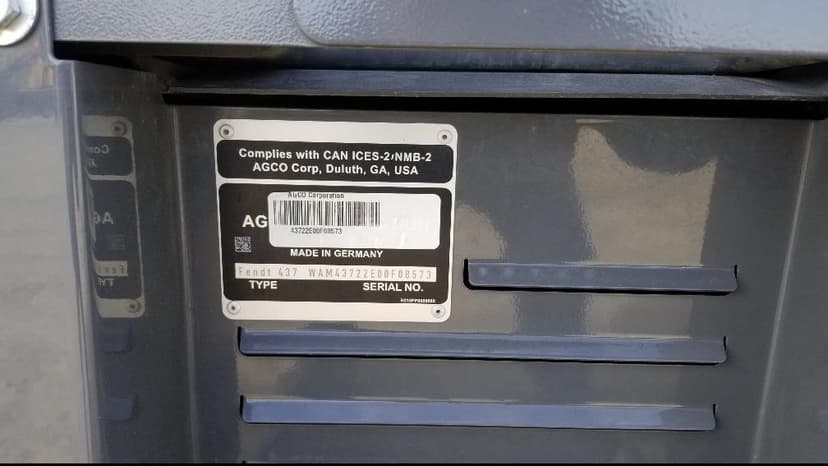 Complies with CAN ICES-2/NMB-2
AGCO Corp, Duluth, GA, USA
AGCO Corporation
AG
43722E00F08573
MADE IN GERMANY
Fendt 437 WAM43722E00F08573
TYPE SERIAL NO.